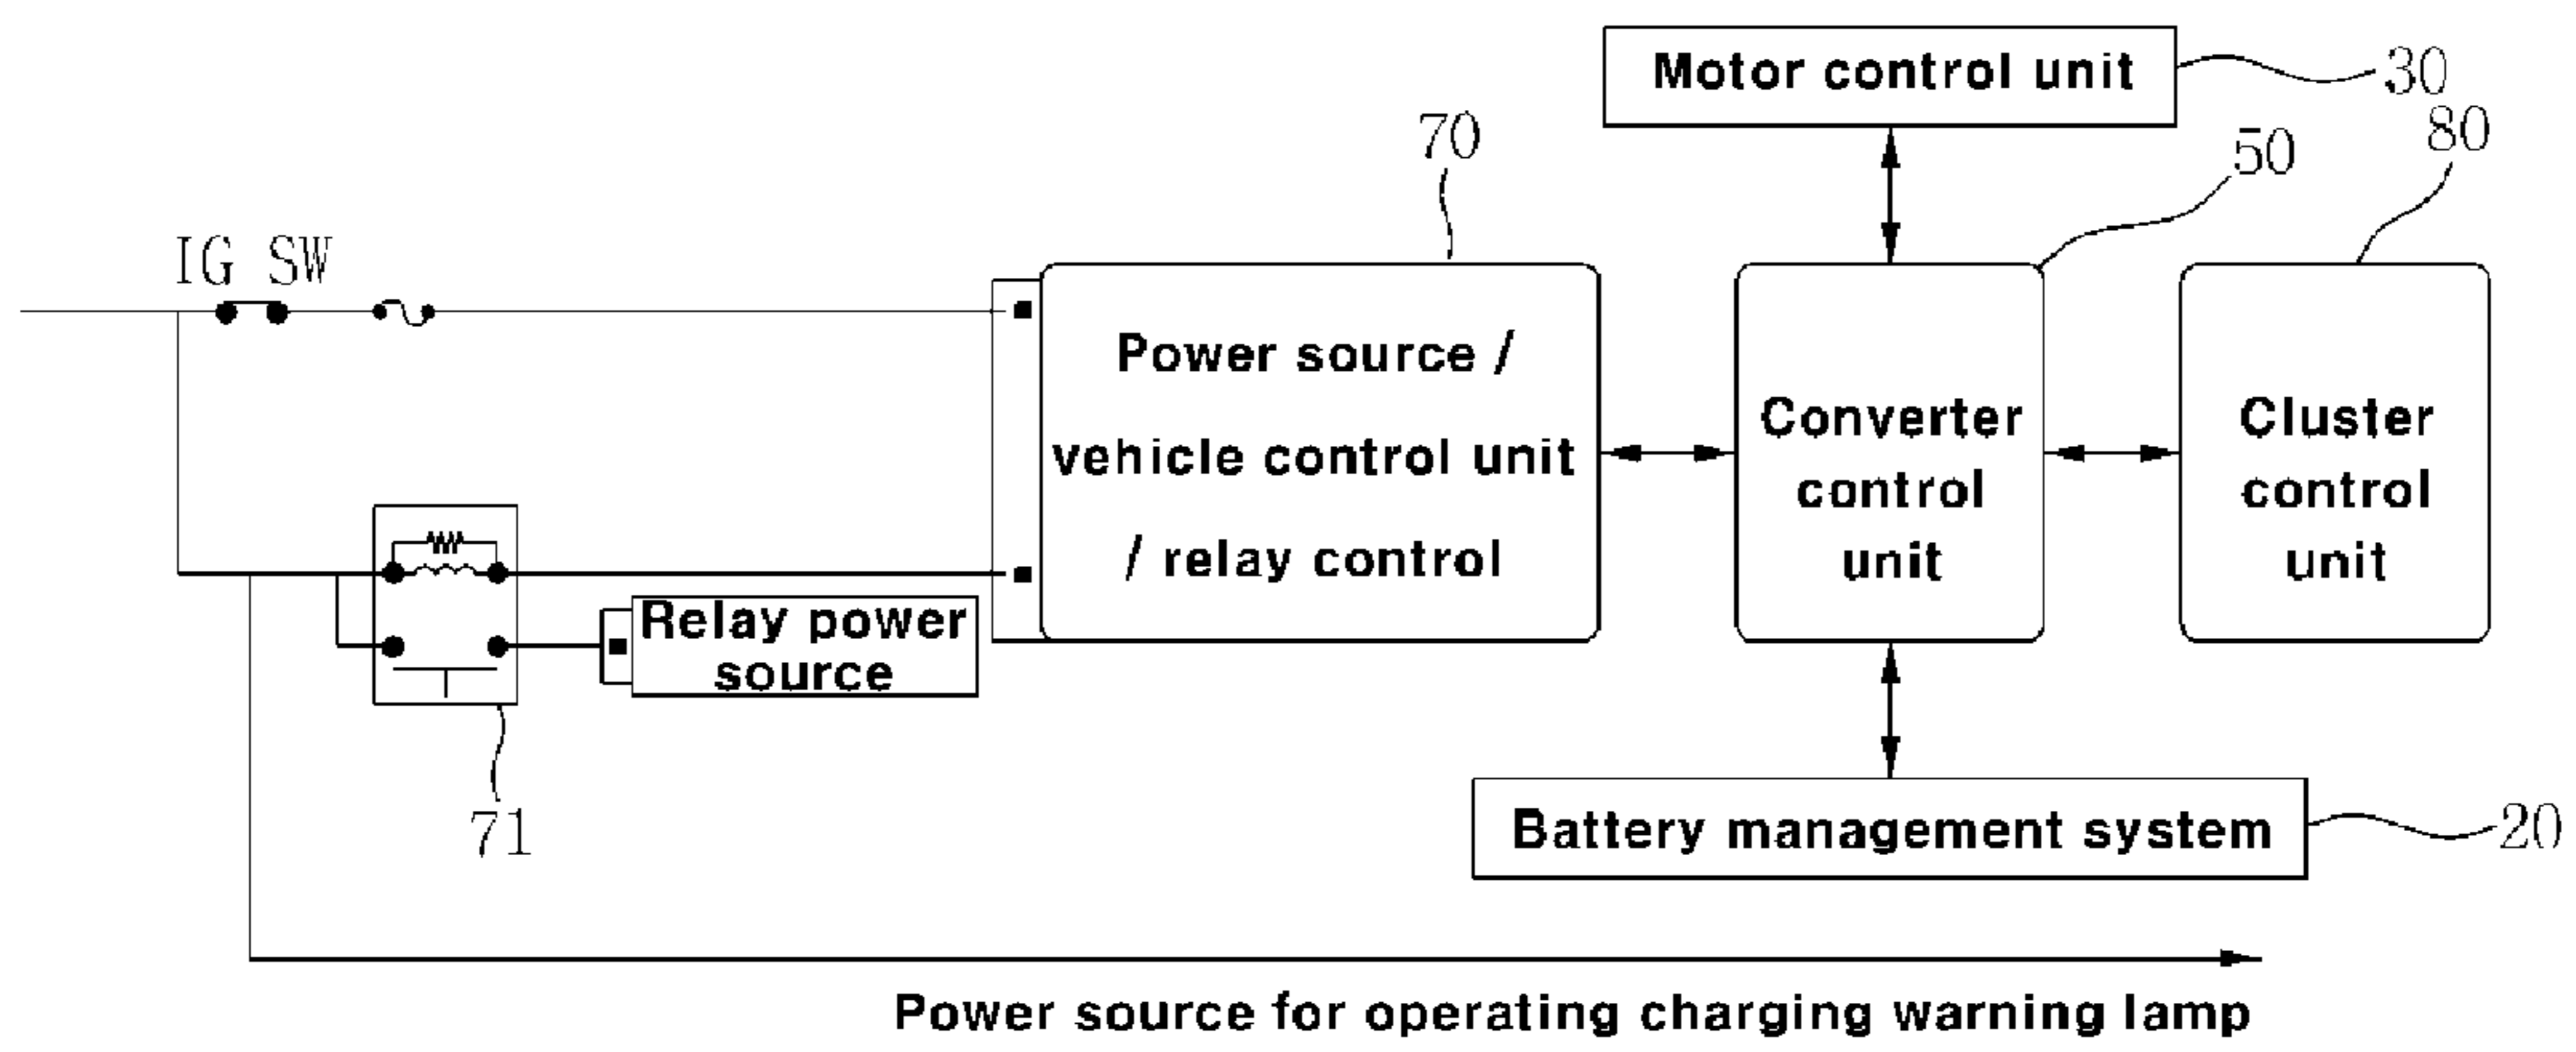 Motor control unit
30
70
50
80
IG SW
Power source /
vehicle control unit
/ relay control
Converter
control
unit
Cluster
control
unit
Relay power
source
71
Battery management system
20
Power source for operating charging warning lamp